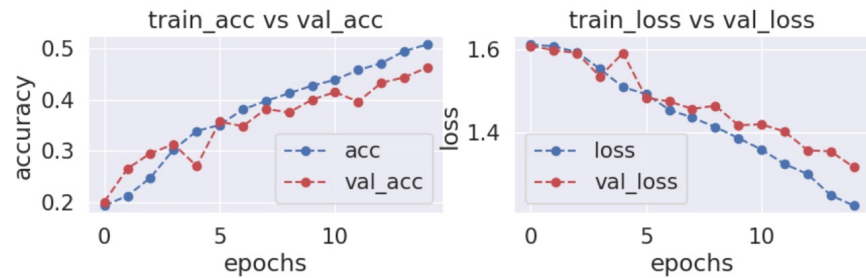 train_acc vs val_acc
accuracy
0.5
0.4
0.3
0.2
acc
val_acc
0
5
10
epochs
train_loss vs val_loss
loss
1.6
1.4
loss
val_loss
0
5
10
epochs